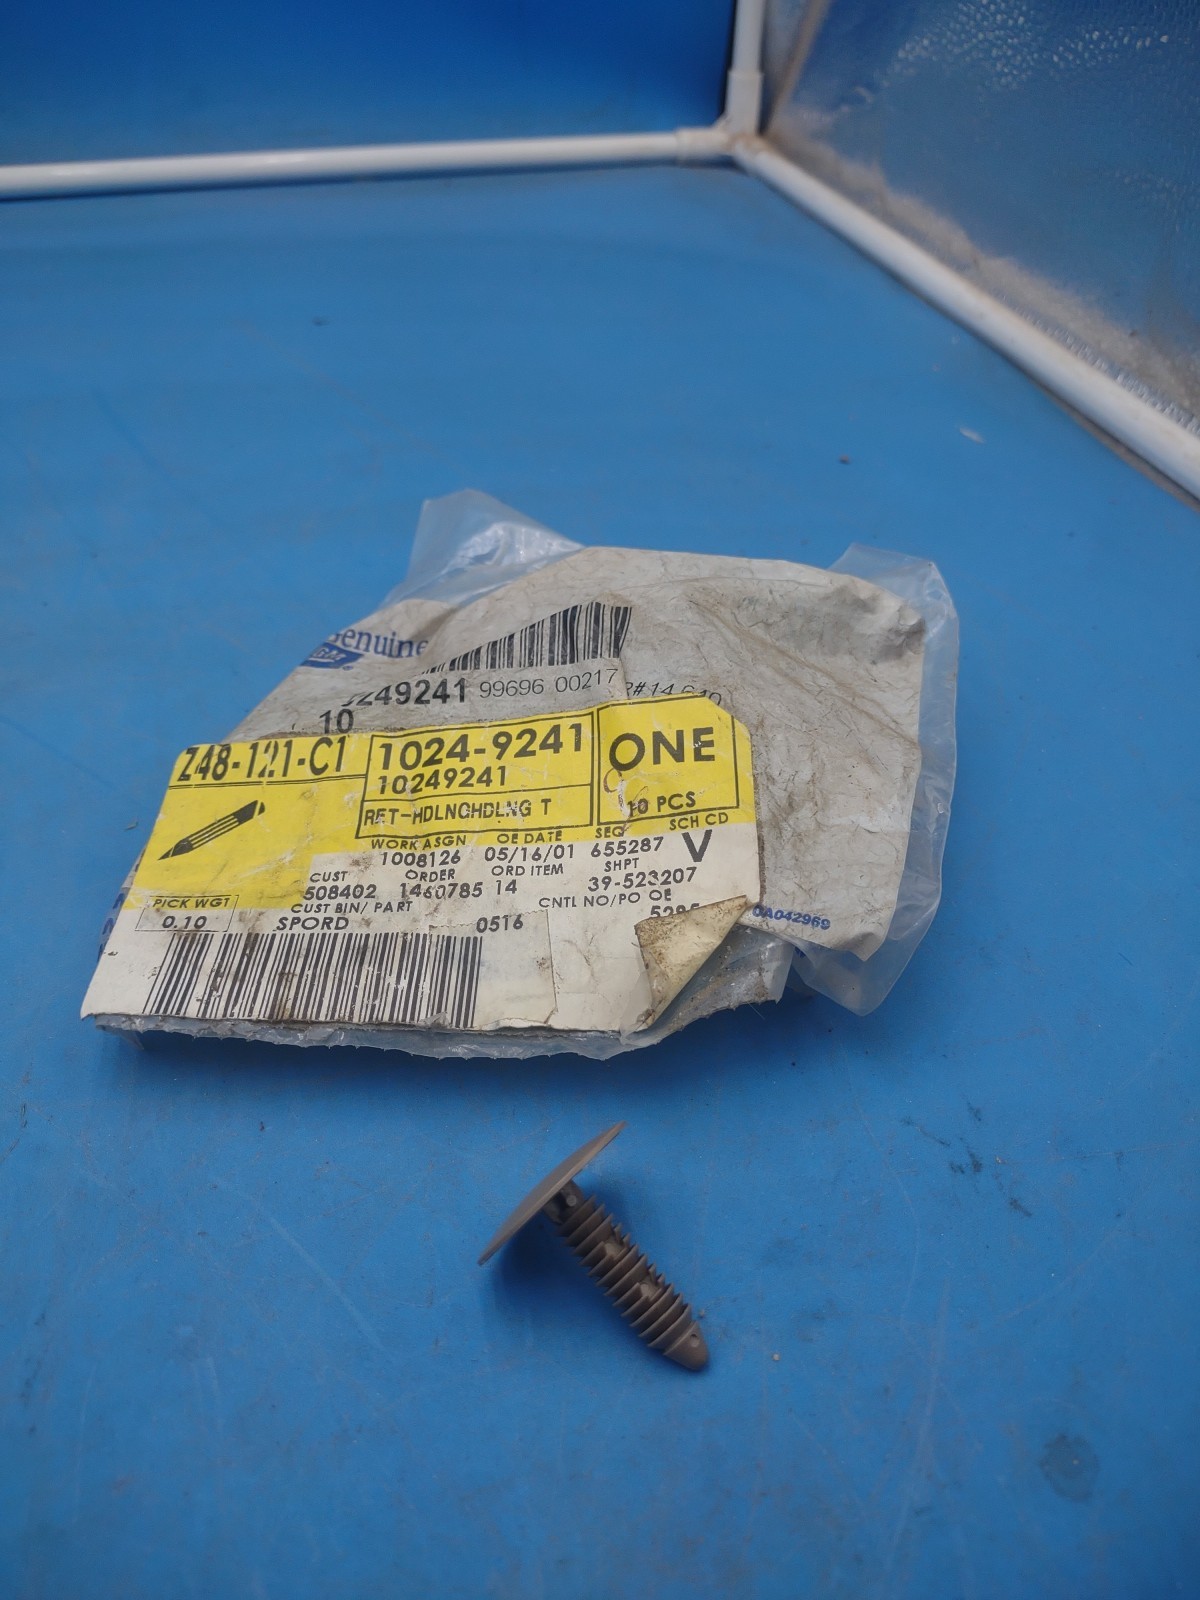 Genuine
GM
249241 99696 00217
10
Z48-121-C1
1024-9241
10249241
RET-HDLNGHDLNG T
ONE
10 PCS
WORK ASGN OE DATE SEQ SCH CD
1008126 05/16/01 655287 V
CUST ORDER ORD ITEM SHPT
508402 1460785 14 39-523207
PICK WGT CUST BIN/ PART CNTL NO/PO OE
0.10 SPORD 0516
0A042969